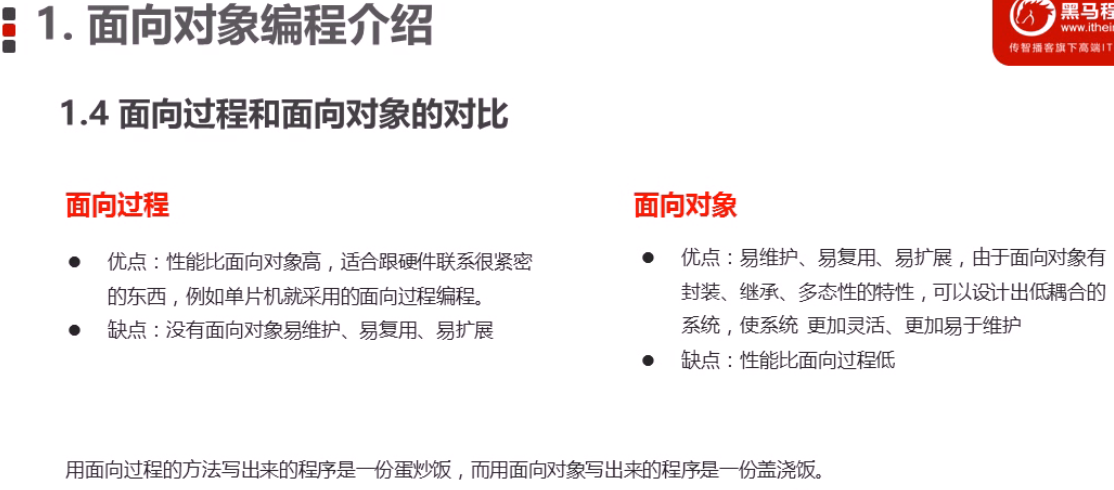 1. 面向对象编程介绍
黑马程
www.ithei
传智播客旗下高端IT
1.4 面向过程和面向对象的对比
面向过程
● 优点：性能比面向对象高，适合跟硬件联系很紧密
的东西，例如单片机就采用的面向过程编程。
● 缺点：没有面向对象易维护、易复用、易扩展
面向对象
● 优点：易维护、易复用、易扩展，由于面向对象有
封装、继承、多态性的特性，可以设计出低耦合的
系统，使系统 更加灵活、更加易于维护
● 缺点：性能比面向过程低
用面向过程的方法写出来的程序是一份蛋炒饭，而用面向对象写出来的程序是一份盖浇饭。